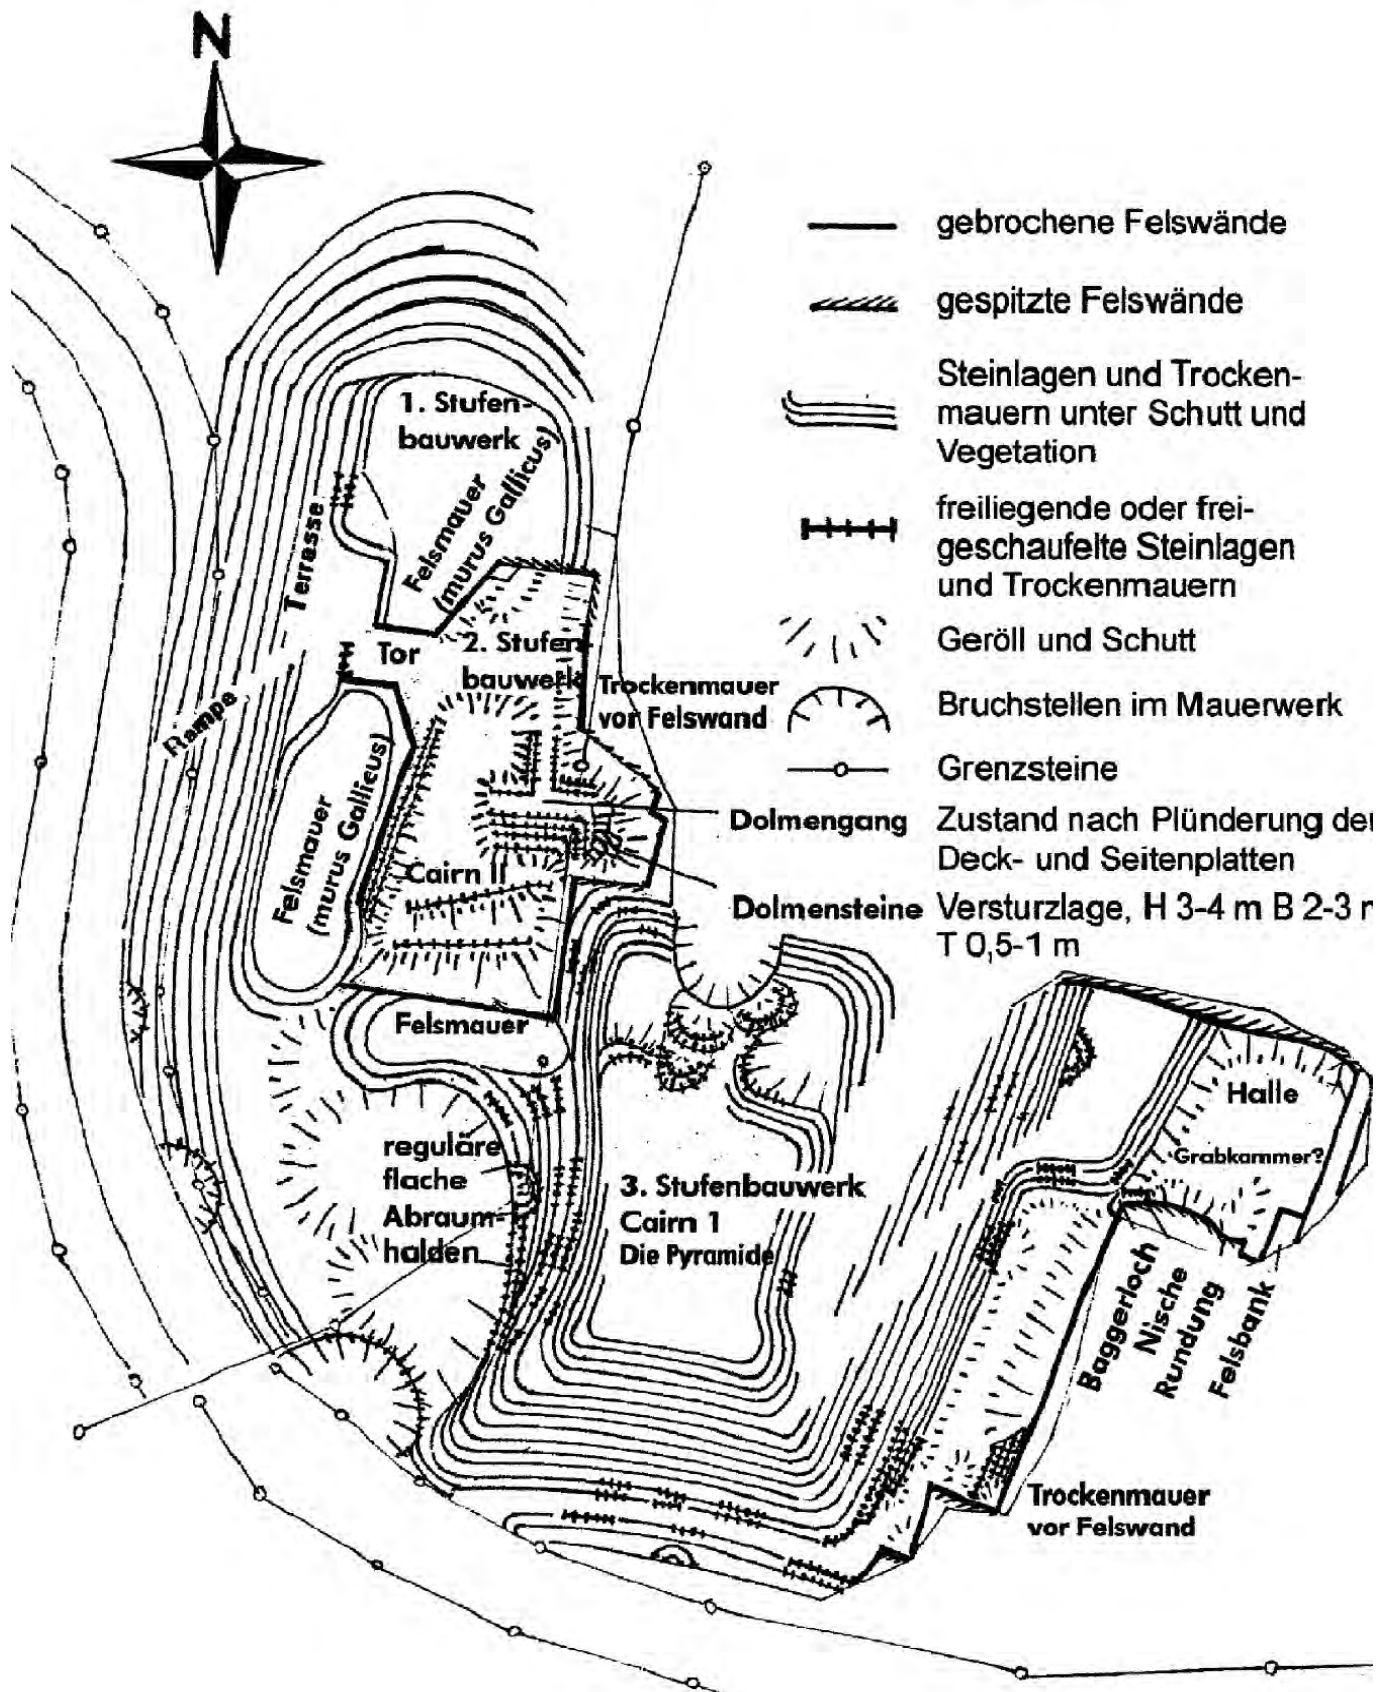 N
gebrochene Felswände
gespitzte Felswände
Steinlagen und Trocken-
mauern unter Schutt und
Vegetation
freiliegende oder frei-
geschaufelte Steinlagen
und Trockenmauern
Geröll und Schutt
Bruchstellen im Mauerwerk
Grenzsteine
Dolmengang Zustand nach Plünderung der
Deck- und Seitenplatten
Dolmensteine Versturzlage, H 3-4 m B 2-3 m
T 0,5-1 m
1. Stufen-
bauwerk
Felsmauer
(murus Gallicus)
Terrasse
Rampe
Tor
2. Stufen
bauwerk
Trockenmauer
vor Felswand
Felsmauer
(murus Gallicus)
Cairn II
Felsmauer
reguläre
flache
Abraum-
halden
3. Stufenbauwerk
Cairn 1
Die Pyramide
Halle
Grabkammer?
Baggerloch
Nische
Rundung
Felsbank
Trockenmauer
vor Felswand